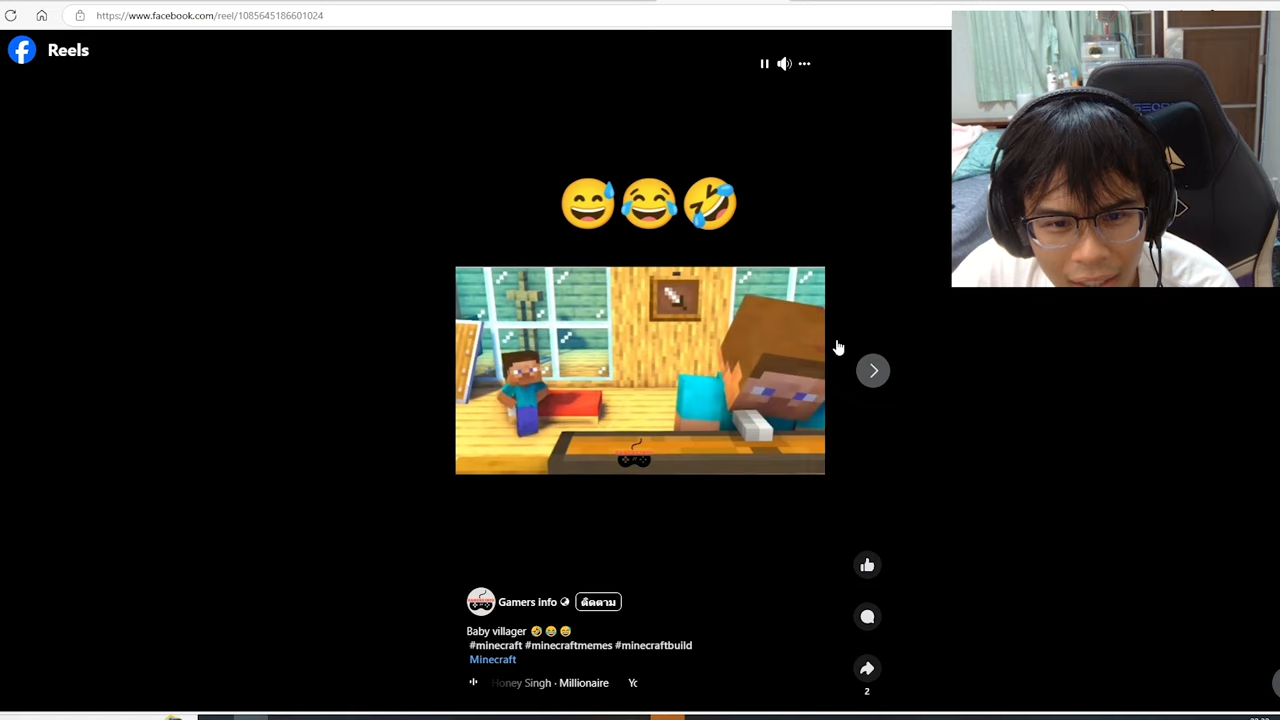 https://www.facebook.com/reel/1085645186601024
Reels
Gamers info
ติดตาม
Baby villager 🤣 😂 😅
#minecraft #minecraftmemes #minecraftbuild
Minecraft
Honey Singh · Millionaire
2